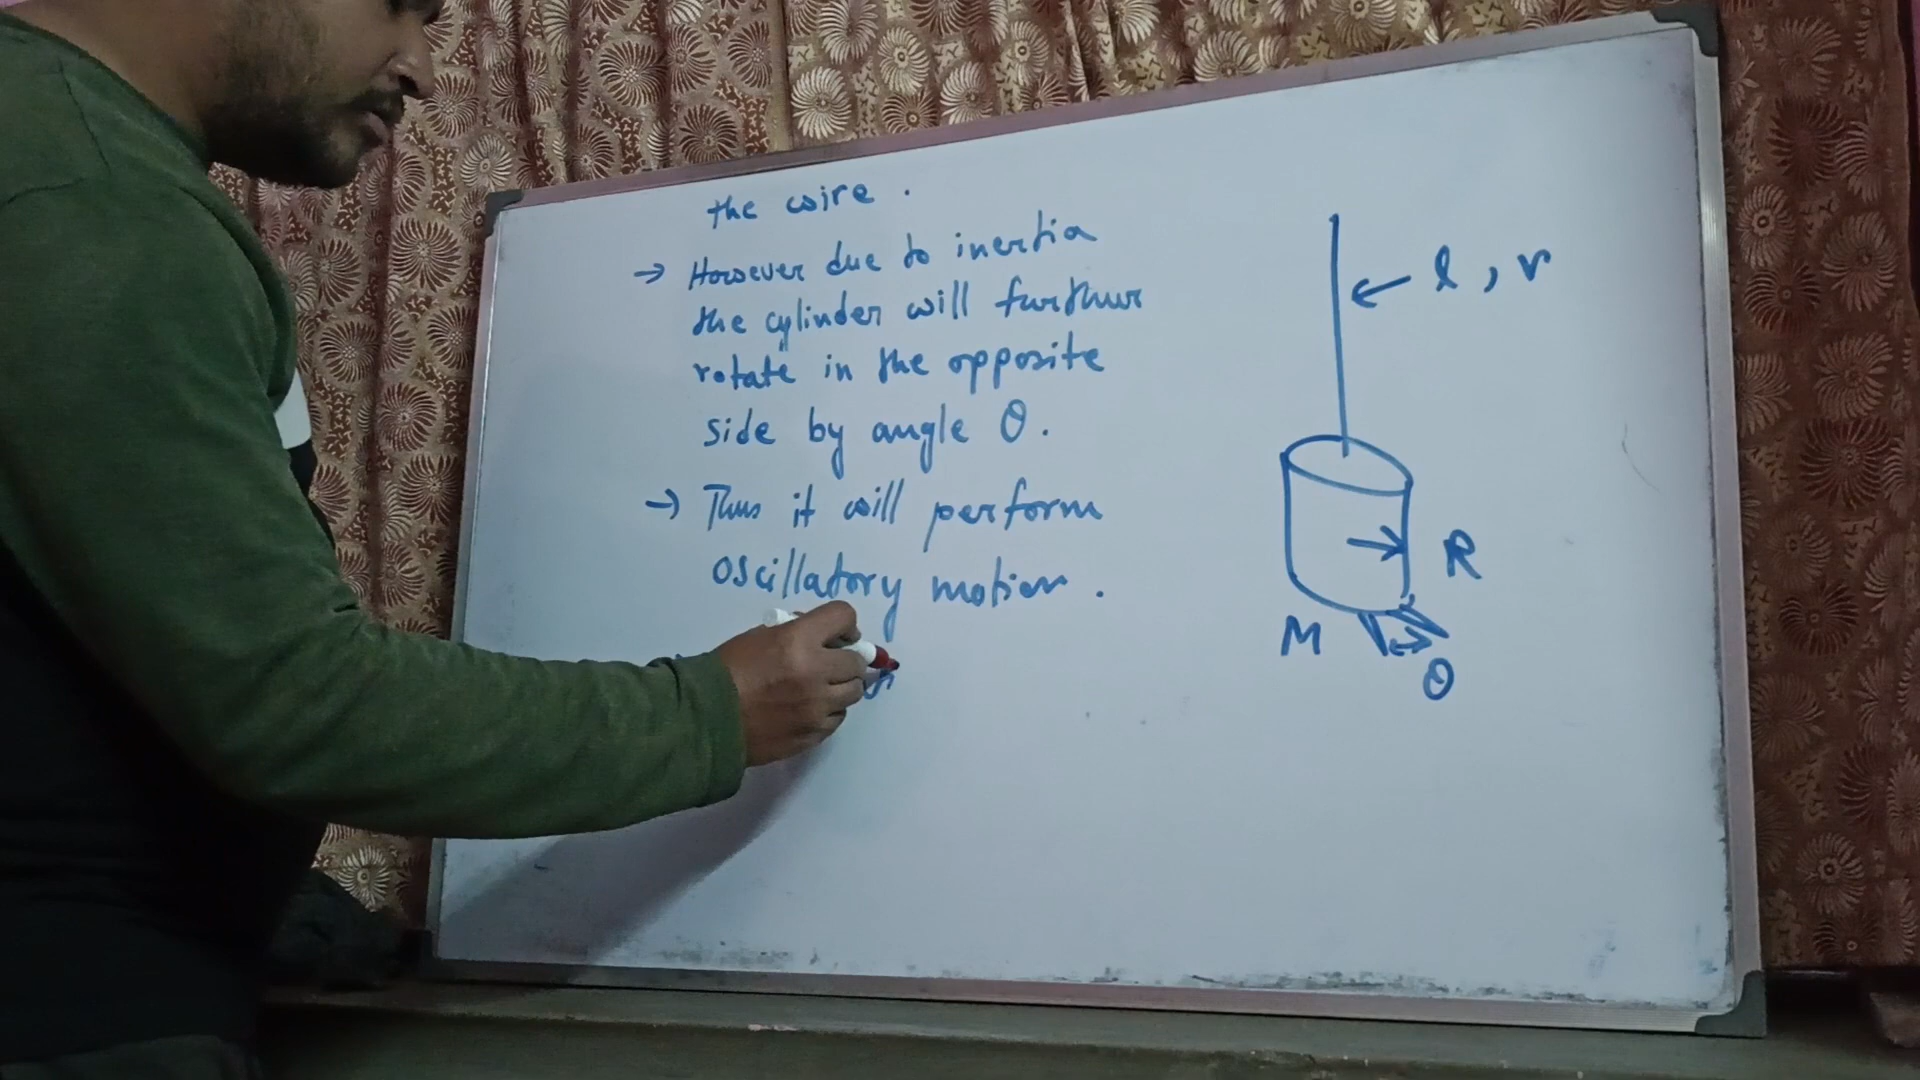 the wire.
→ However due to inertia
the cylinder will further
rotate in the opposite
side by angle θ.
→ Thus it will perform
oscillatory motion.
l, r
R
M
θ